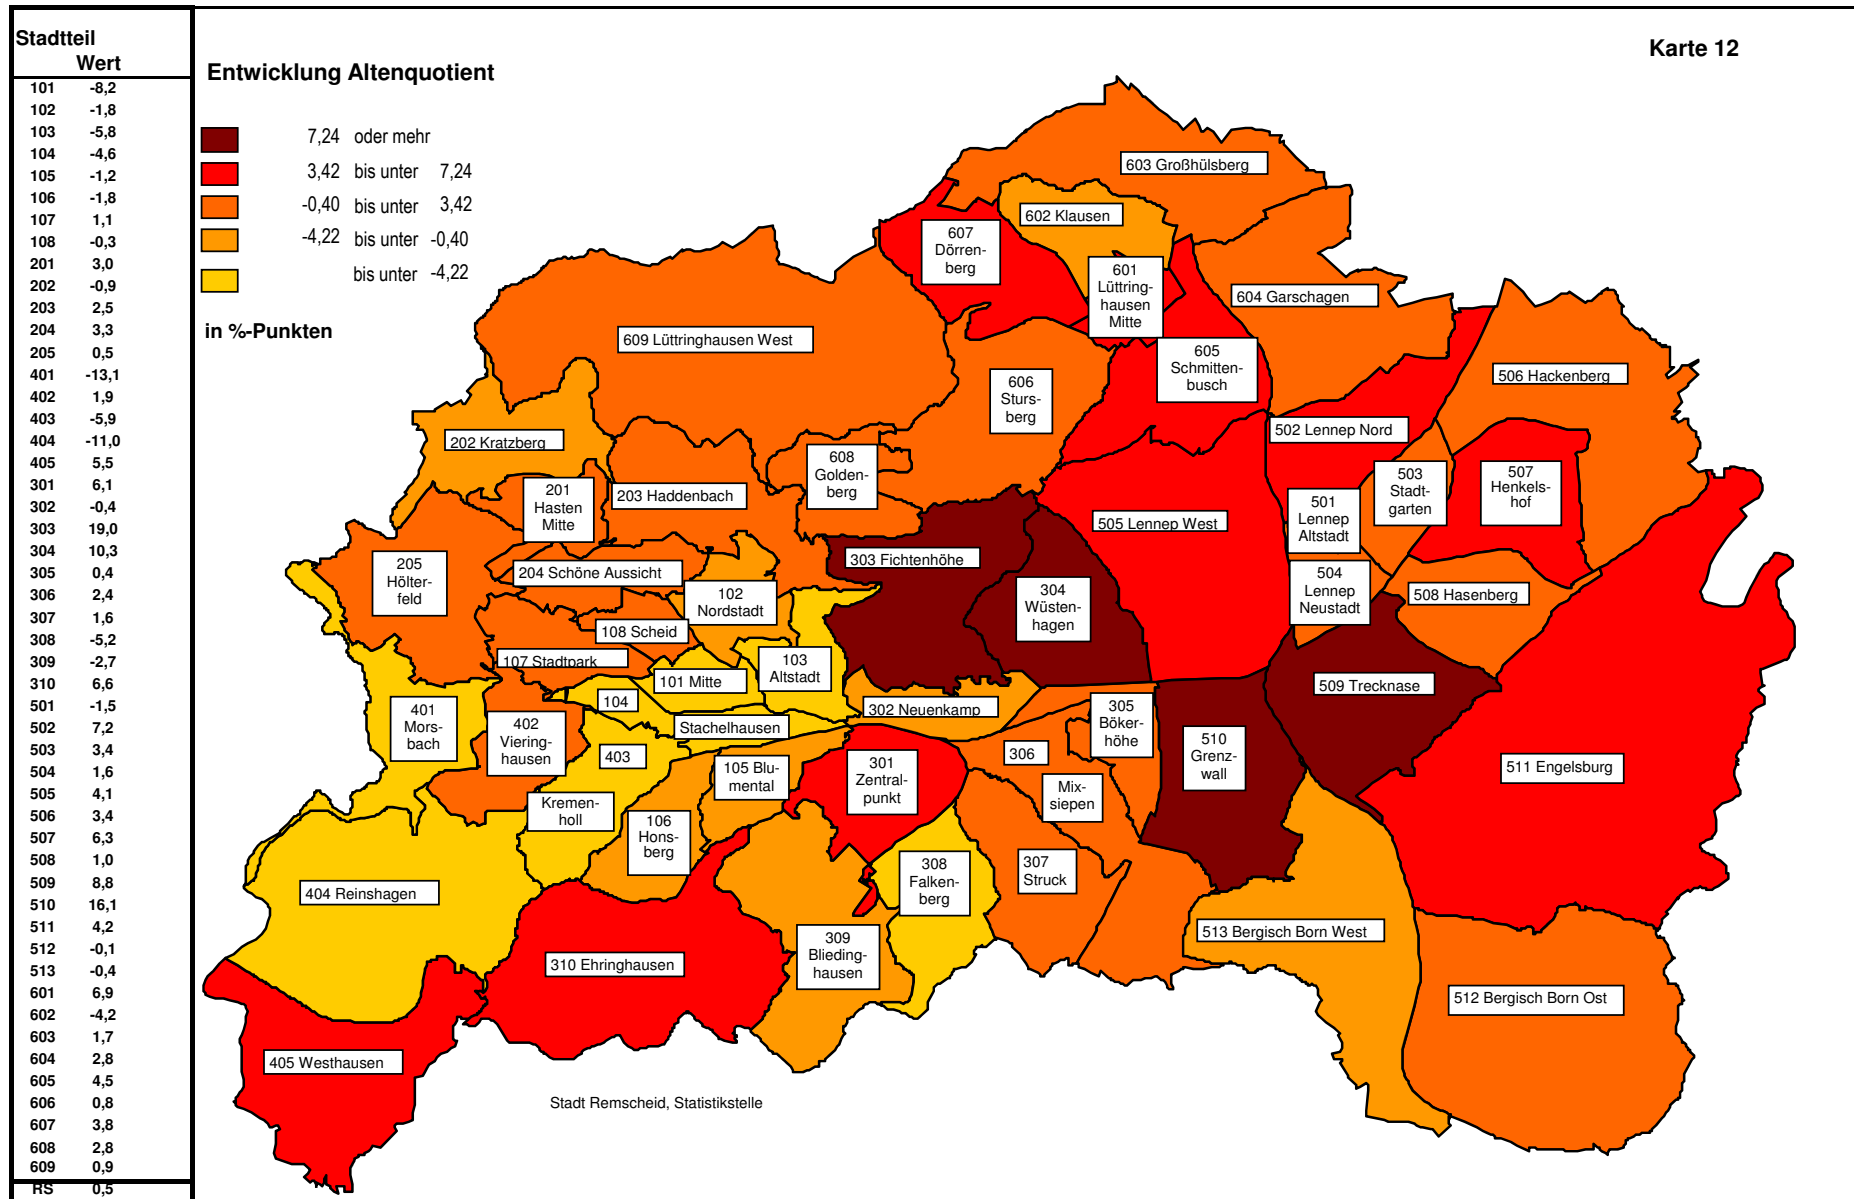 Stadtteil
Wert
101 -8,2
102 -1,8
103 -5,8
104 -4,6
105 -1,2
106 -1,8
107 1,1
108 -0,3
201 3,0
202 -0,9
203 2,5
204 3,3
205 0,5
401 -13,1
402 1,9
403 -5,9
404 -11,0
405 5,5
301 6,1
302 -0,4
303 19,0
304 10,3
305 0,4
306 2,4
307 1,6
308 -5,2
309 -2,7
310 6,6
501 -1,5
502 7,2
503 3,4
504 1,6
505 4,1
506 3,4
507 6,3
508 1,0
509 8,8
510 16,1
511 4,2
512 -0,1
513 -0,4
601 6,9
602 -4,2
603 1,7
604 2,8
605 4,5
606 0,8
607 3,8
608 2,8
609 0,9
RS 0,5
Karte 12
Entwicklung Altenquotient
7,24 oder mehr
3,42 bis unter 7,24
-0,40 bis unter 3,42
-4,22 bis unter -0,40
bis unter -4,22
in %-Punkten
603 Großhülsberg
602 Klausen
607
Dörren-
berg
601
Lüttring-
hausen
Mitte
604 Garschagen
609 Lüttringhausen West
605
Schmitten-
busch
606
Sturs-
berg
506 Hackenberg
502 Lennep Nord
202 Kratzberg
608
Golden-
berg
503
Stadt-
garten
507
Henkels-
hof
201
Hasten
Mitte
203 Haddenbach
501
Lennep
Altstadt
505 Lennep West
303 Fichtenhöhe
205
Hölter-
feld
204 Schöne Aussicht
102
Nordstadt
304
Wüsten-
hagen
504
Lennep
Neustadt
508 Hasenberg
108 Scheid
107 Stadtpark
103
Altstadt
101 Mitte
509 Trecknase
104
302 Neuenkamp
401
Mors-
bach
402
Viering-
hausen
Stachelhausen
305
Böker-
höhe
403
105 Blu-
mental
301
Zentral-
punkt
306
510
Grenz-
wall
511 Engelsburg
Mix-
siepen
Kremen-
holl
106
Hons-
berg
308
Falken-
berg
307
Struck
404 Reinshagen
309
Blieding-
hausen
513 Bergisch Born West
310 Ehringhausen
512 Bergisch Born Ost
405 Westhausen
Stadt Remscheid, Statistikstelle